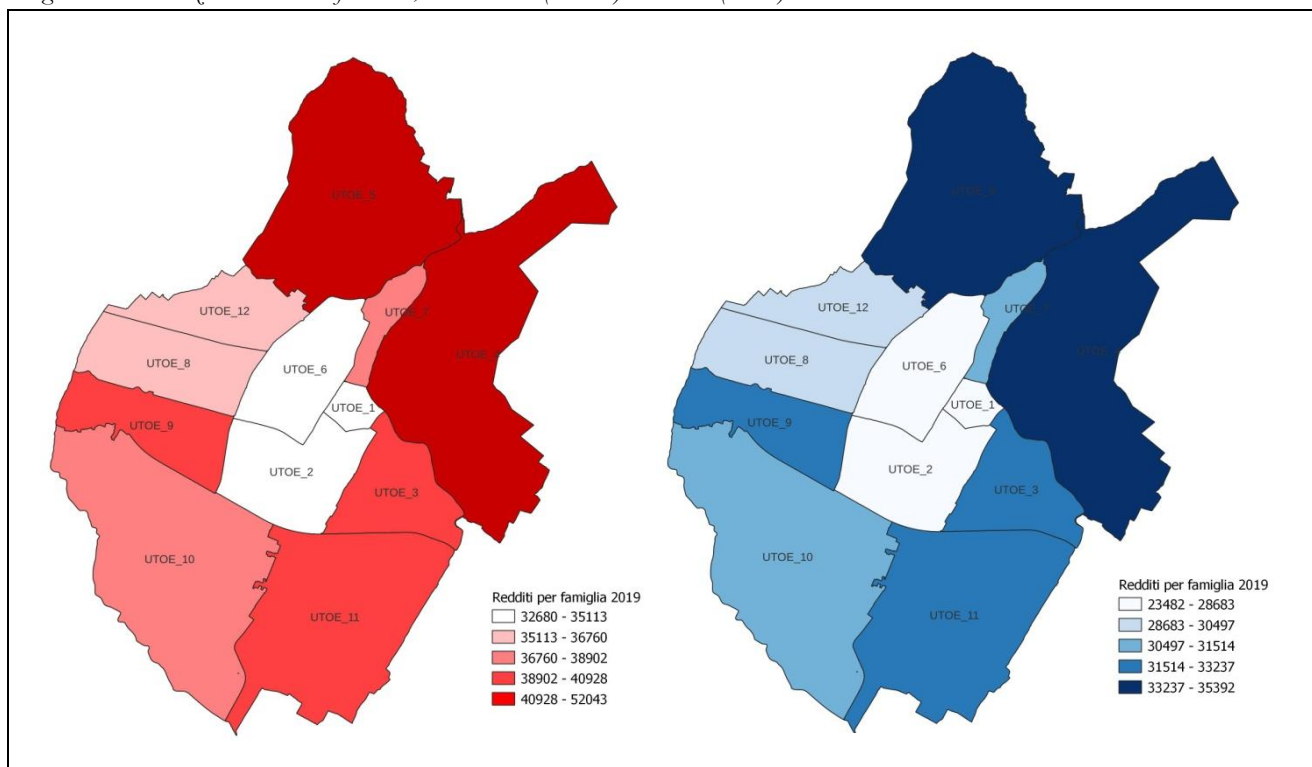 UTOE_5
UTOE_12
UTOE_8
UTOE_6
UTOE_1
UTOE_9
UTOE_2
UTOE_3
UTOE_10
UTOE_11
Redditi per famiglia 2019
32680 - 35113
35113 - 36760
36760 - 38902
38902 - 40928
40928 - 52043
UTOE_12
UTOE_8
UTOE_6
UTOE_1
UTOE_9
UTOE_2
UTOE_3
UTOE_10
UTOE_11
Redditi per famiglia 2019
23482 - 28683
28683 - 30497
30497 - 31514
31514 - 33237
33237 - 35392